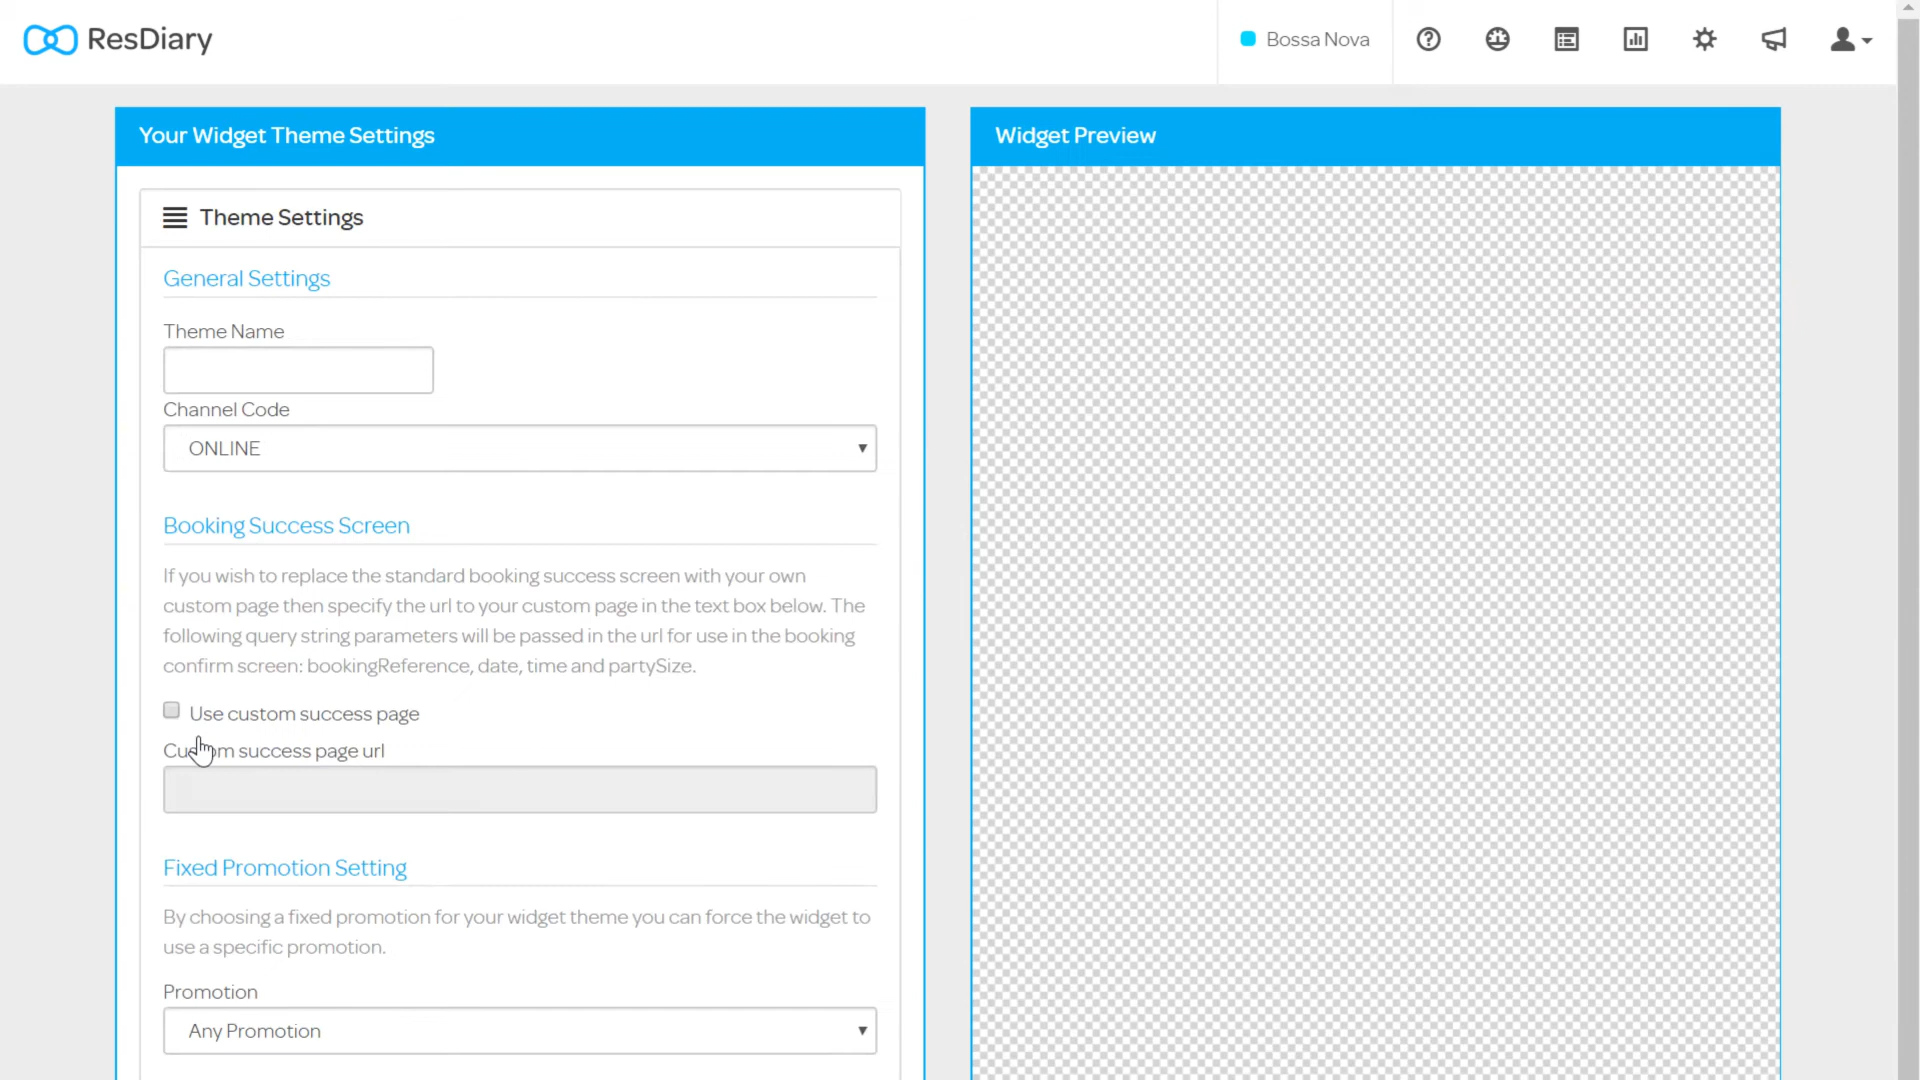 ResDiary
Bossa Nova
Your Widget Theme Settings
Widget Preview
Theme Settings
General Settings
Theme Name
Channel Code
ONLINE
Booking Success Screen
If you wish to replace the standard booking success screen with your own
custom page then specify the url to your custom page in the text box below. The
following query string parameters will be passed in the url for use in the booking
confirm screen: bookingReference, date, time and partySize.
Use custom success page
Custom success page url
Fixed Promotion Setting
By choosing a fixed promotion for your widget theme you can force the widget to
use a specific promotion.
Promotion
Any Promotion